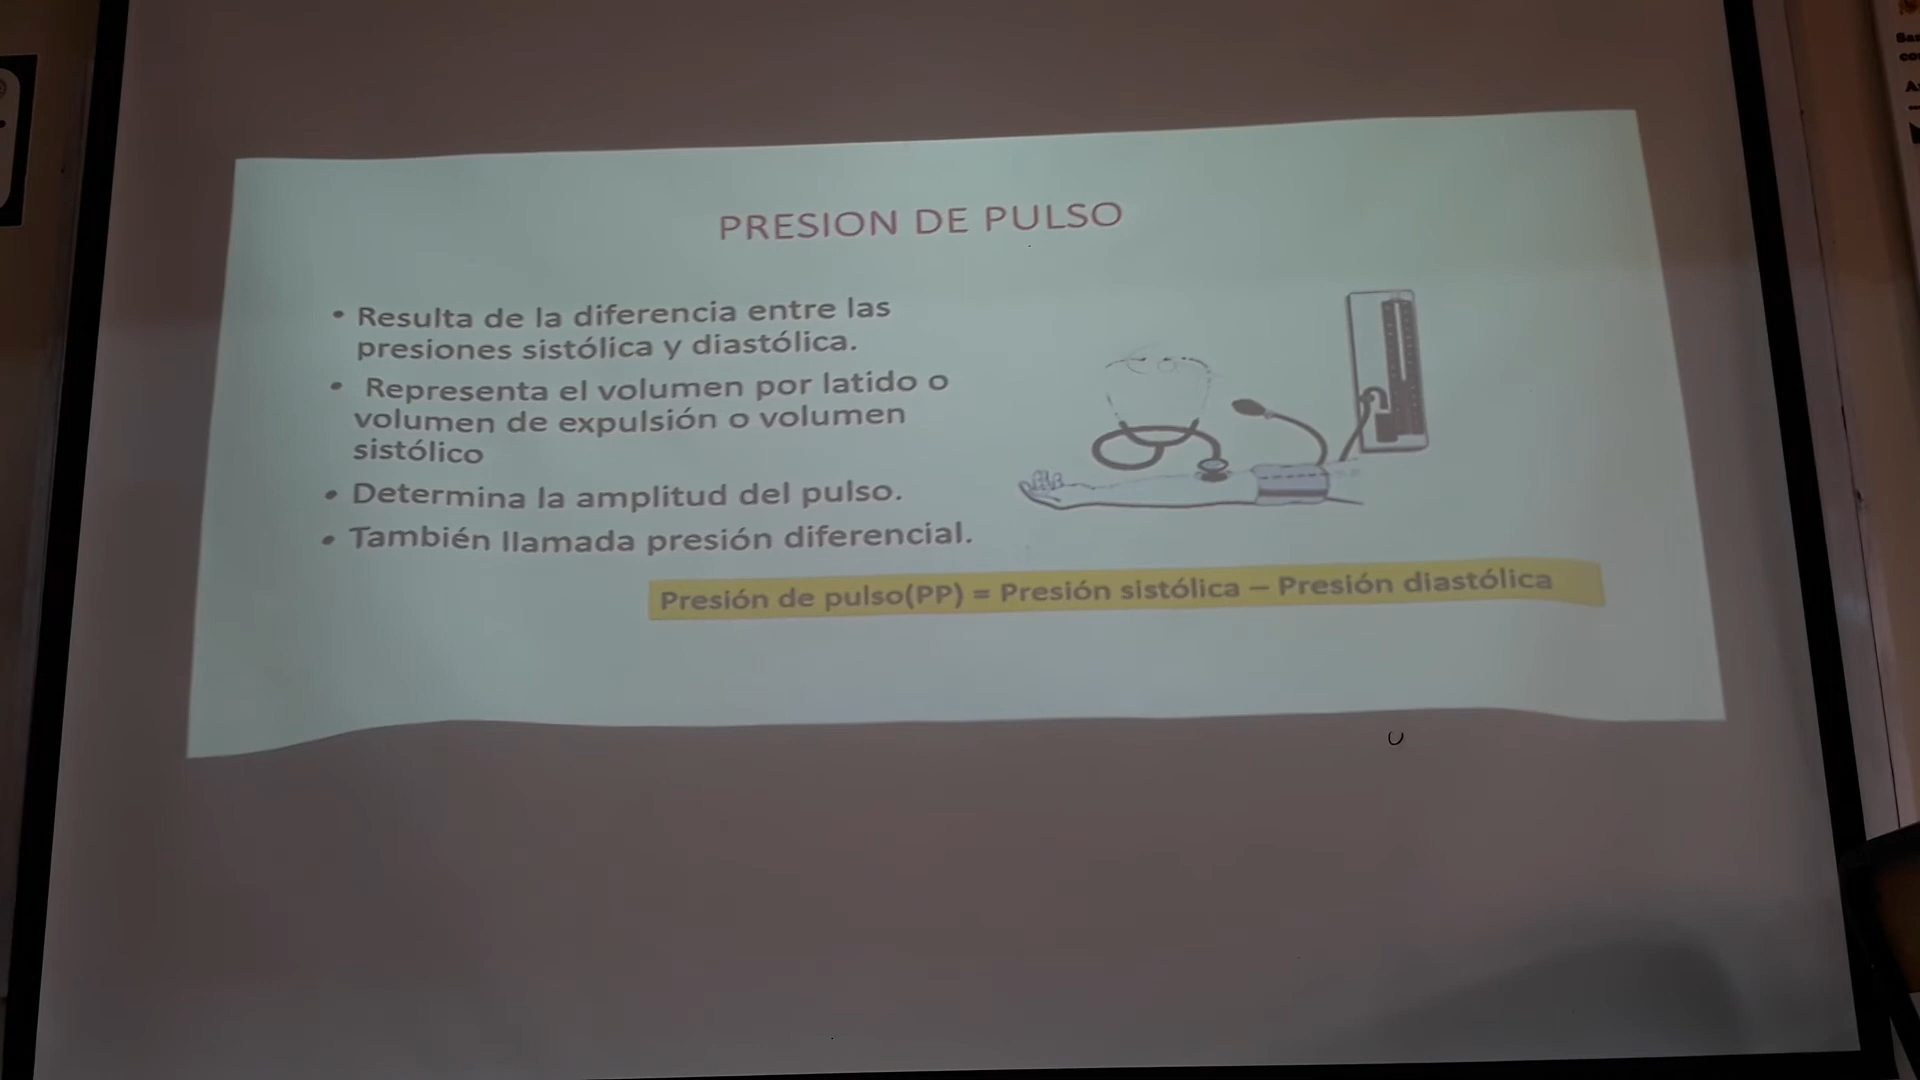 PRESION DE PULSO
• Resulta de la diferencia entre las
presiones sistólica y diastólica.
• Representa el volumen por latido o
volumen de expulsión o volumen
sistólico
• Determina la amplitud del pulso.
• También llamada presión diferencial.
Presión de pulso(PP) = Presión sistólica – Presión diastólica